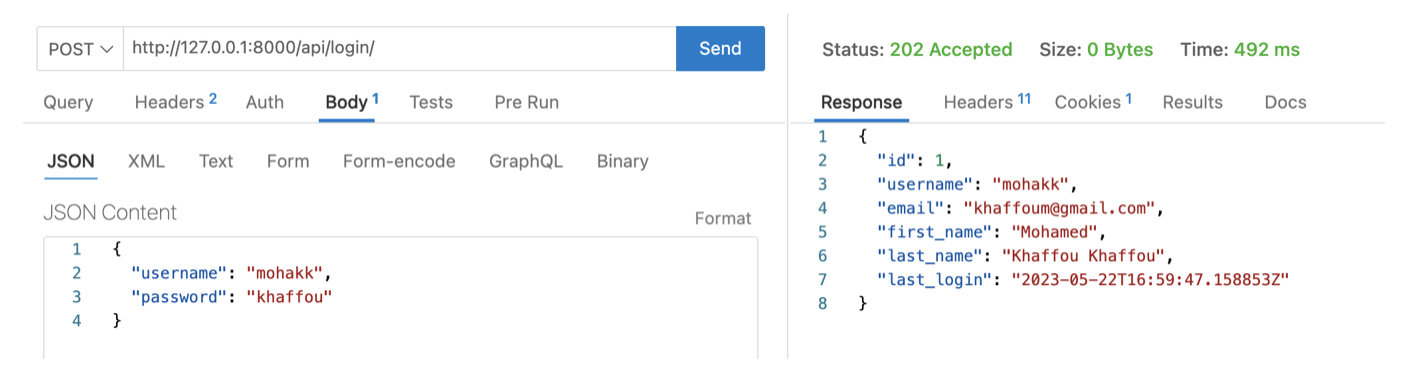 POST http://127.0.0.1:8000/api/login/ Send
Query Headers 2 Auth Body 1 Tests Pre Run
JSON XML Text Form Form-encode GraphQL Binary
JSON Content
Format
1 {
2 "username": "mohakk",
3 "password": "khaffou"
4 }
Status: 202 Accepted Size: 0 Bytes Time: 492 ms
Response Headers 11 Cookies 1 Results Docs
1 {
2 "id": 1,
3 "username": "mohakk",
4 "email": "khaffoum@gmail.com",
5 "first_name": "Mohamed",
6 "last_name": "Khaffou Khaffou",
7 "last_login": "2023-05-22T16:59:47.158853Z"
8 }